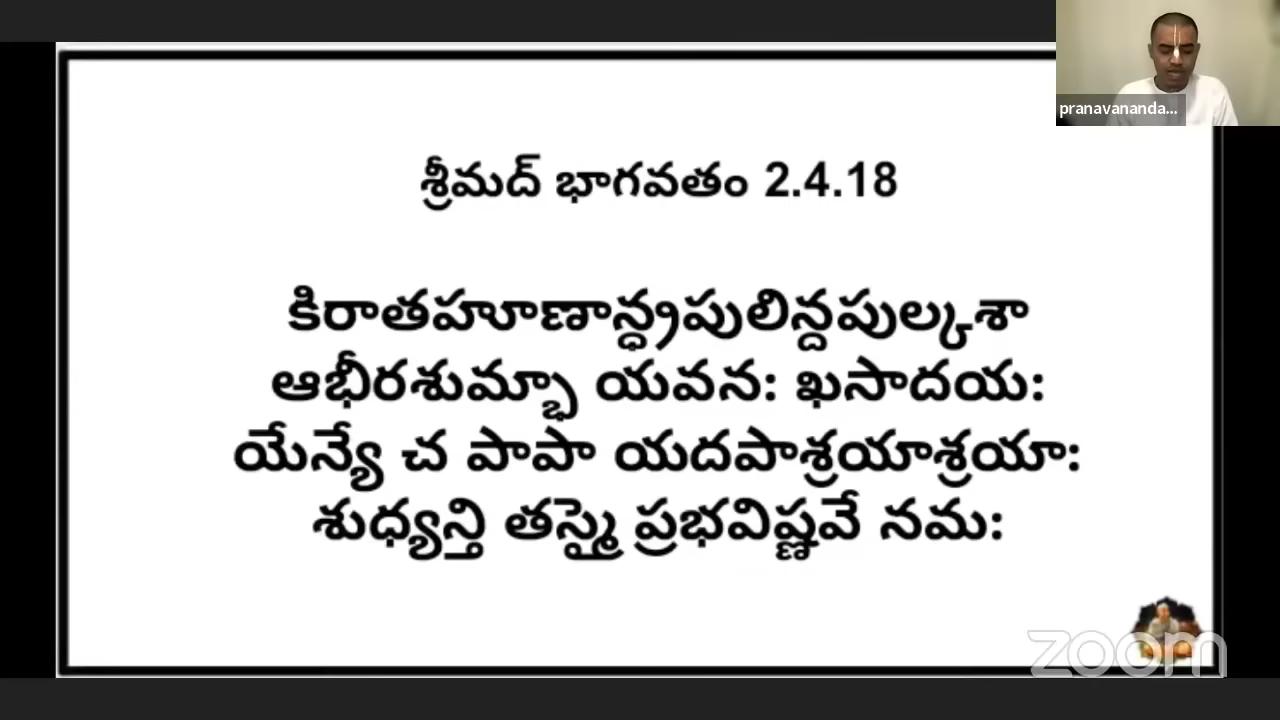 pranavananda...
శ్రీమద్ భాగవతం 2.4.18
కిరాతహూణాన్ధ్రపులిన్దపుల్కశా
ఆభీరశుమ్భా యవన: ఖసాదయ:
యేన్యే చ పాపా యదపాశ్రయాశ్రయా:
శుధ్యన్తి తస్మై ప్రభవిష్ణవే నమ:
zoom